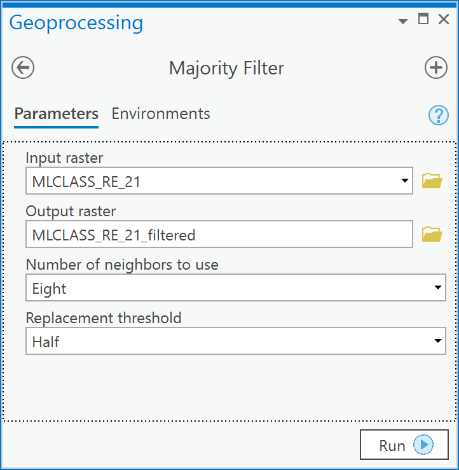 Geoprocessing
Majority Filter
Parameters Environments
?
Input raster
MLCLASS_RE_21
Output raster
MLCLASS_RE_21_filtered
Number of neighbors to use
Eight
Replacement threshold
Half
Run